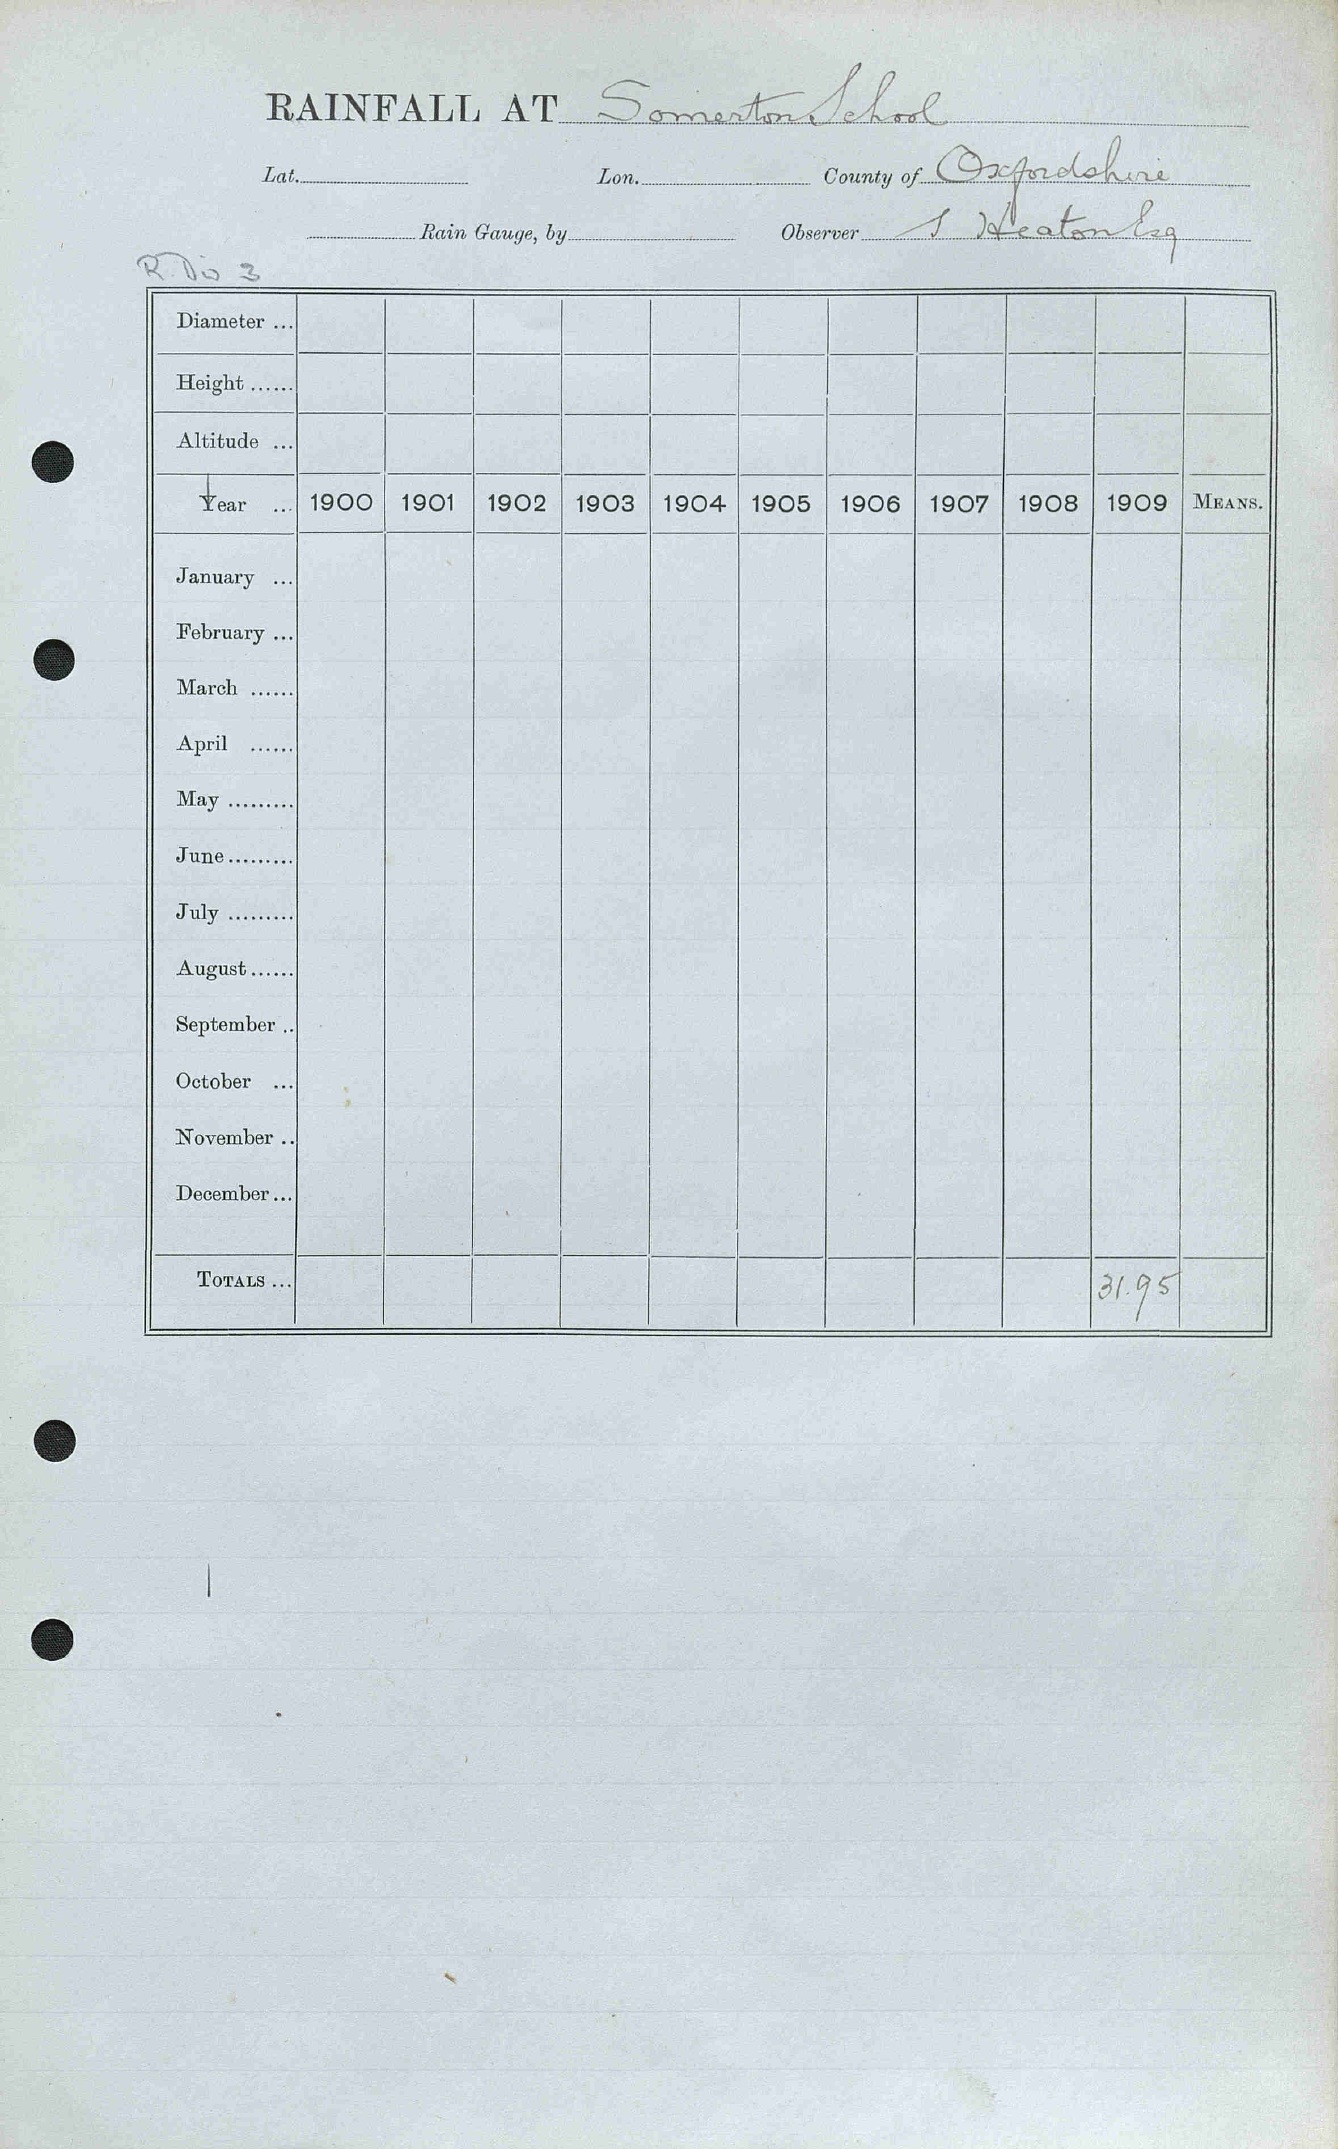 RAINFALL AT Somerton School
Lat. Lon. County of Oxfordshire
Rain Gauge, by Observer S Heaton Esq
R. Div 3
Diameter ...
Height ......
Altitude ...
Year ... 1900 1901 1902 1903 1904 1905 1906 1907 1908 1909 MEANS.
January ...
February ...
March ......
April ......
May .........
June .........
July .........
August ......
September ..
October ...
November ..
December ...
TOTALS ... 31.95